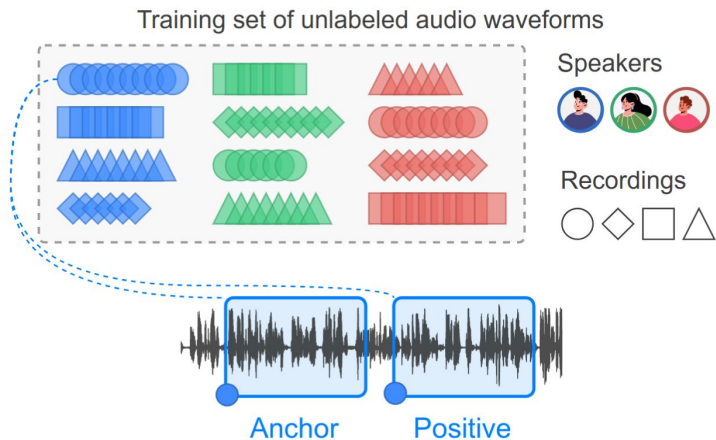 Training set of unlabeled audio waveforms
Speakers
Recordings
Anchor
Positive